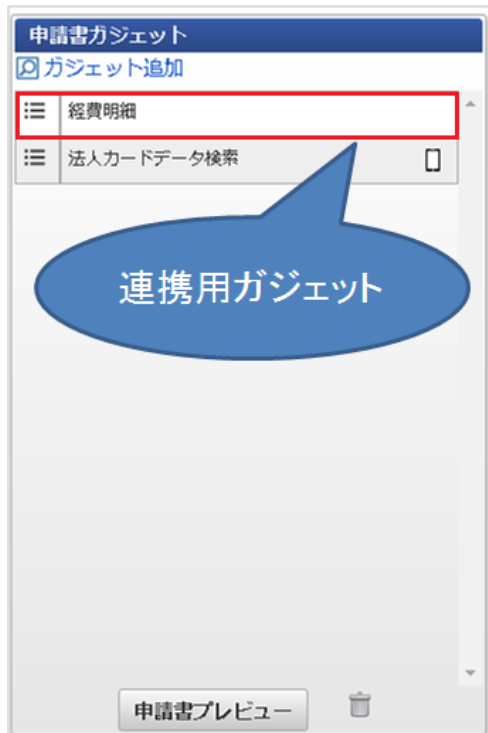 申請書ガジェット
ガジェット追加
経費明細
法人カードデータ検索
連携用ガジェット
申請書プレビュー